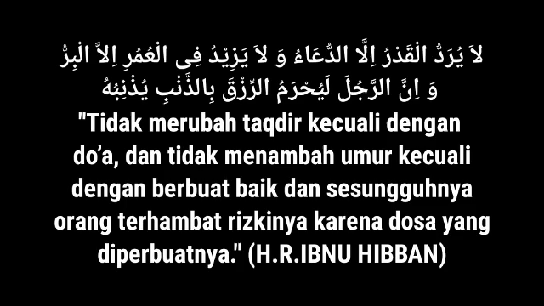 لاَ يُرَدُّ الْقَدْرُ اِلَّا الدُّعَاءُ وَ لاَ يَزِيْدُ فِى الْعُمُرِ اِلاَّ الْبِرُّ
وَ اِنَّ الرَّجُلَ لَيُحْرَمُ الرِّزْقَ بِالذَّنْبِ يُذْنِبُهُ
"Tidak merubah taqdir kecuali dengan
do’a, dan tidak menambah umur kecuali
dengan berbuat baik dan sesungguhnya
orang terhambat rizkinya karena dosa yang
diperbuatnya." (H.R.IBNU HIBBAN)